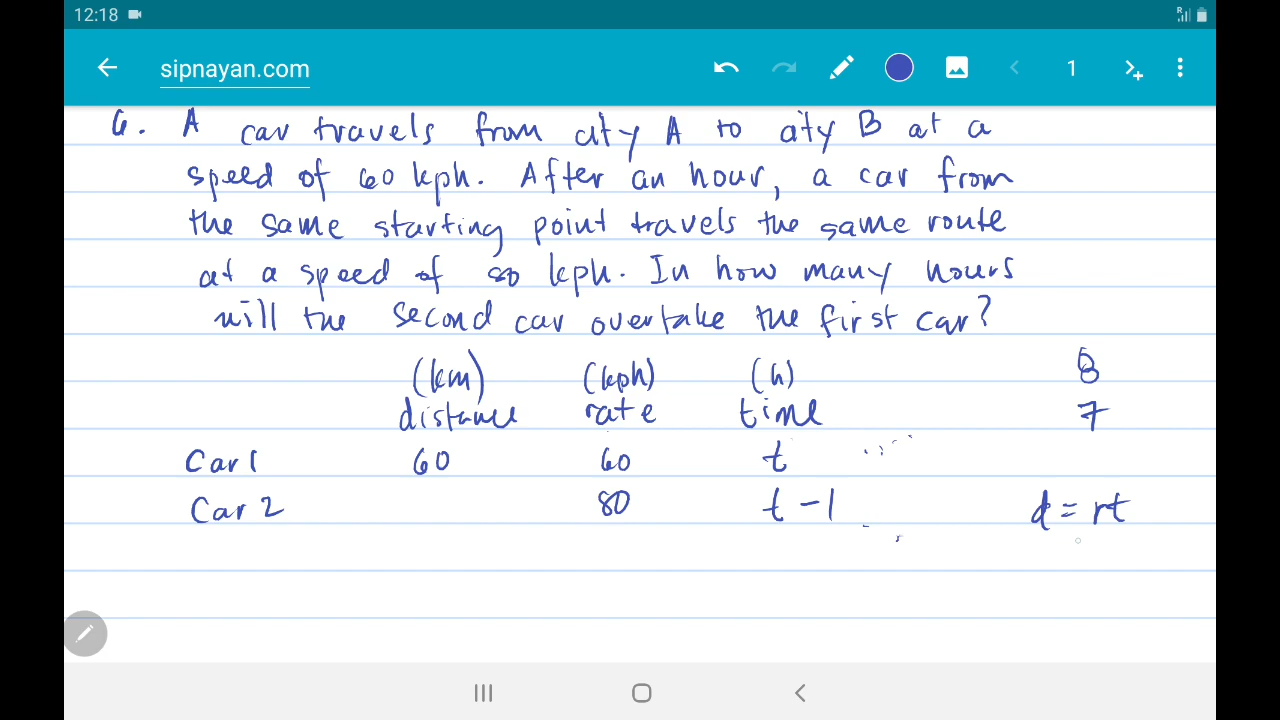 12:18
sipnayan.com
1
6. A car travels from city A to city B at a
speed of 60 kph. After an hour, a car from
the same starting point travels the same route
at a speed of 80 kph. In how many hours
will the second car overtake the first car?
(km) (kph) (h) 8
distance rate time 7
Car 1 60 60 t
Car 2 80 t - 1 d = rt